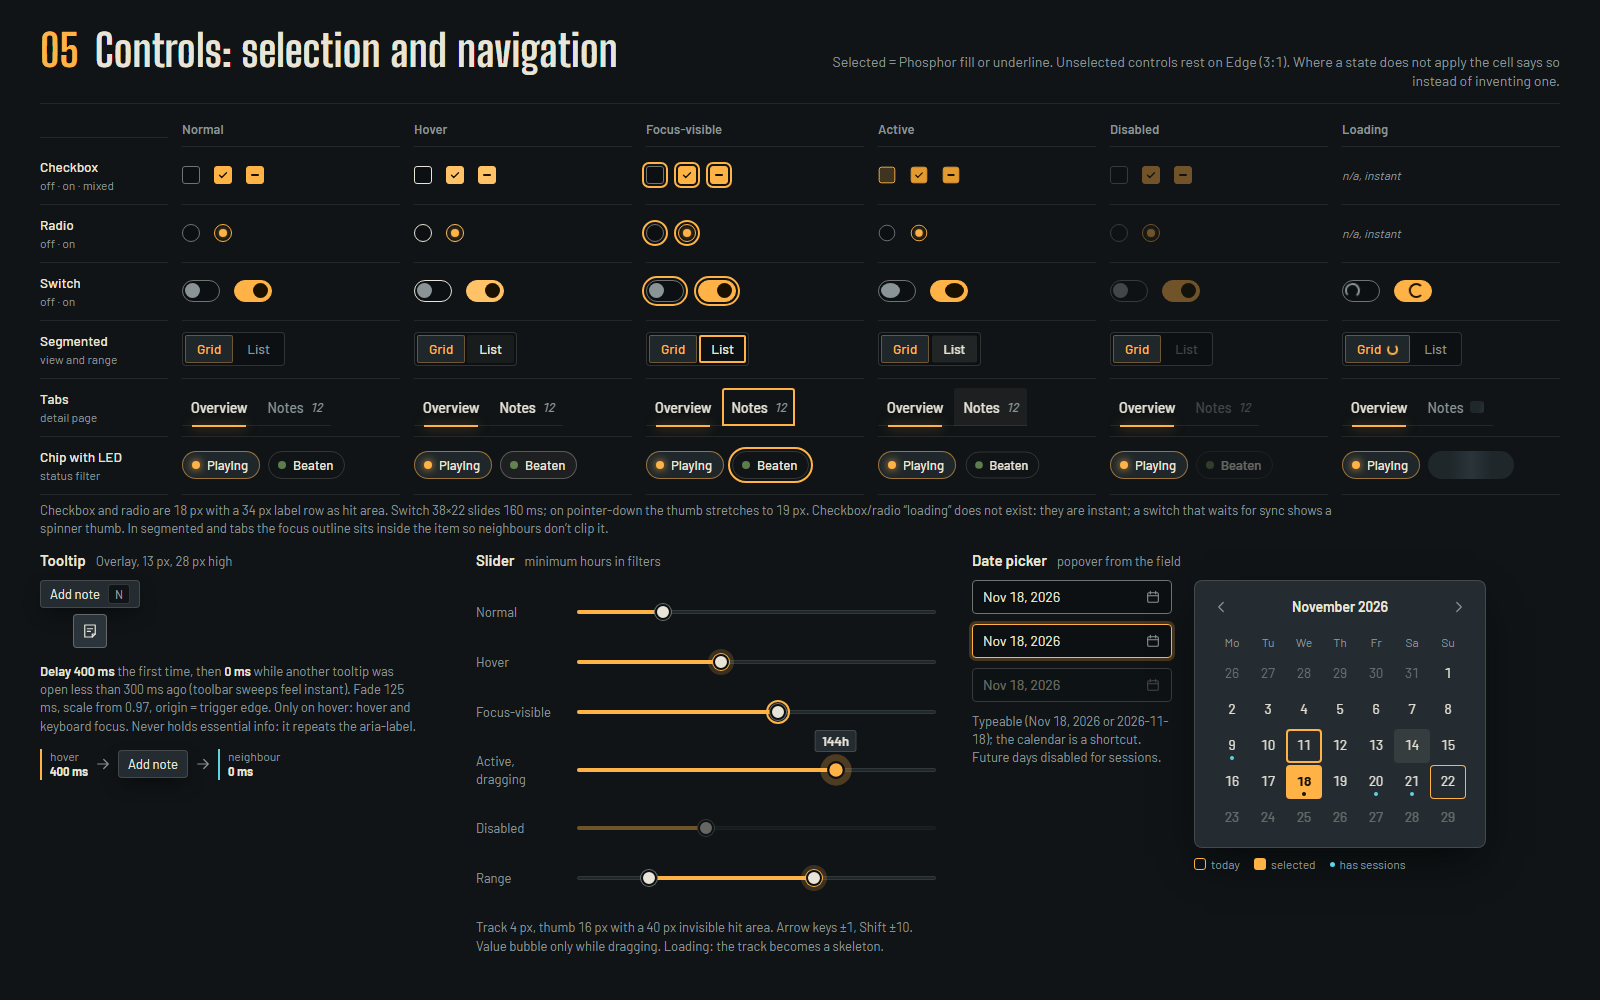 05 Controls: selection and navigation
Selected = Phosphor fill or underline. Unselected controls rest on Edge (3:1). Where a state does not apply the cell says so
instead of inventing one.
Normal Hover Focus-visible Active Disabled Loading
Checkbox
off · on · mixed
n/a, instant
Radio
off · on
n/a, instant
Switch
off · on
Segmented
view and range
Grid List Grid List Grid List Grid List Grid List Grid List
Tabs
detail page
Overview Notes 12 Overview Notes 12 Overview Notes 12 Overview Notes 12 Overview Notes 12 Overview Notes
Chip with LED
status filter
Playing Beaten Playing Beaten Playing Beaten Playing Beaten Playing Beaten Playing
Checkbox and radio are 18 px with a 34 px label row as hit area. Switch 38×22 slides 160 ms; on pointer-down the thumb stretches to 19 px. Checkbox/radio “loading” does not exist: they are instant; a switch that waits for sync shows a
spinner thumb. In segmented and tabs the focus outline sits inside the item so neighbours don’t clip it.
Tooltip Overlay, 13 px, 28 px high
Add note N
Delay 400 ms the first time, then 0 ms while another tooltip was
open less than 300 ms ago (toolbar sweeps feel instant). Fade 125
ms, scale from 0.97, origin = trigger edge. Only on hover: hover and
keyboard focus. Never holds essential info: it repeats the aria-label.
hover
400 ms
Add note
neighbour
0 ms
Slider minimum hours in filters
Normal
Hover
Focus-visible
144h
Active,
dragging
Disabled
Range
Track 4 px, thumb 16 px with a 40 px invisible hit area. Arrow keys ±1, Shift ±10.
Value bubble only while dragging. Loading: the track becomes a skeleton.
Date picker popover from the field
Nov 18, 2026
Nov 18, 2026
Nov 18, 2026
Typeable (Nov 18, 2026 or 2026-11-
18); the calendar is a shortcut.
Future days disabled for sessions.
November 2026
Mo Tu We Th Fr Sa Su
26 27 28 29 30 31 1
2 3 4 5 6 7 8
9 10 11 12 13 14 15
16 17 18 19 20 21 22
23 24 25 26 27 28 29
today selected has sessions